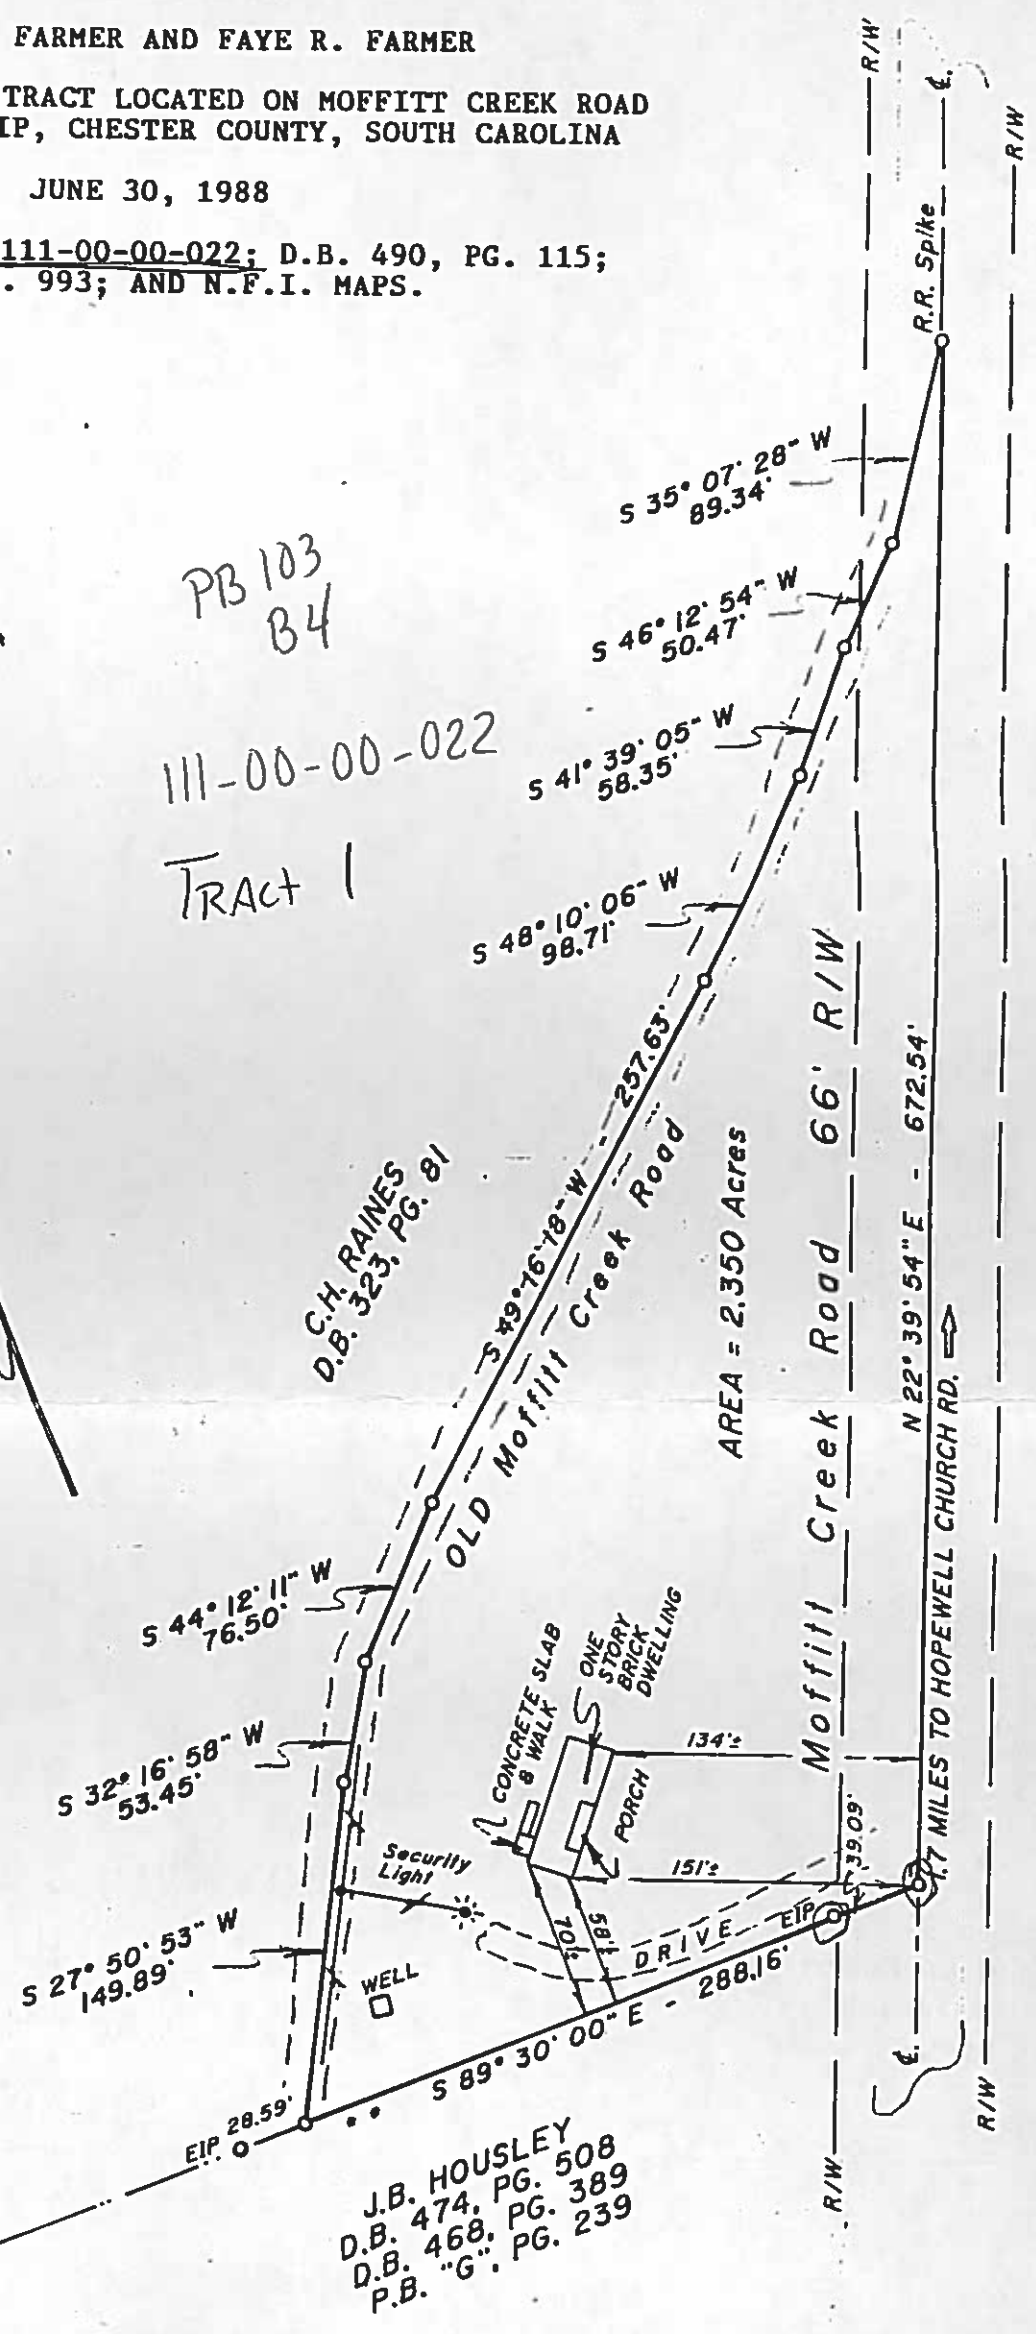 FARMER AND FAYE R. FARMER
TRACT LOCATED ON MOFFITT CREEK ROAD
IP, CHESTER COUNTY, SOUTH CAROLINA
JUNE 30, 1988
111-00-00-022; D.B. 490, PG. 115;
. 993; AND N.F.I. MAPS.
R/W
℄
R/W
R.R. Spike
S 35° 07' 28" W
89.34'
PB 103
B4
S 46° 12' 54" W
50.47'
111-00-00-022
S 41° 39' 05" W
58.35'
Tract 1
S 48° 10' 06" W
98.71'
S 49° 16' 18" W - 257.63'
OLD Moffitt Creek Road
C.H. RAINES
D.B. 323, PG. 81
AREA = 2.350 Acres
Moffitt Creek Road 66' R/W
N 22° 39' 54" E - 672.54'
1.7 MILES TO HOPEWELL CHURCH RD.
S 44° 12' 11" W
76.50'
S 32° 16' 58" W
53.45'
CONCRETE SLAB
& WALK
ONE
STORY
BRICK
DWELLING
PORCH
134'±
151'±
39.09'
Security
Light
70'±
58'±
DRIVE
EIP
S 27° 50' 53" W
149.89'
WELL
S 89° 30' 00" E - 288.16'
EIP 28.59'
℄
R/W
R/W
J.B. HOUSLEY
D.B. 474, PG. 508
D.B. 468, PG. 389
P.B. "G", PG. 239